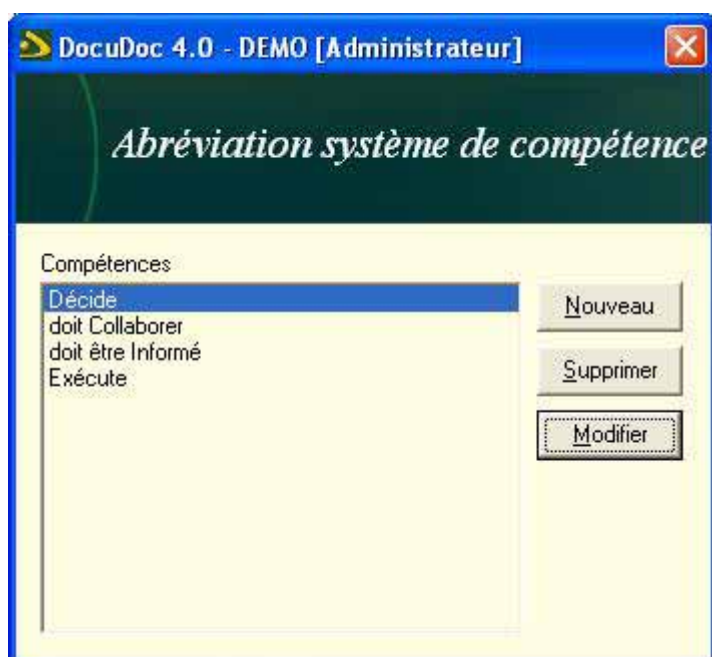 DocuDoc 4.0 - DEMO [Administrateur]
Abréviation système de compétence
Compétences
Décide
doit Collaborer
doit être Informé
Exécute
Nouveau
Supprimer
Modifier